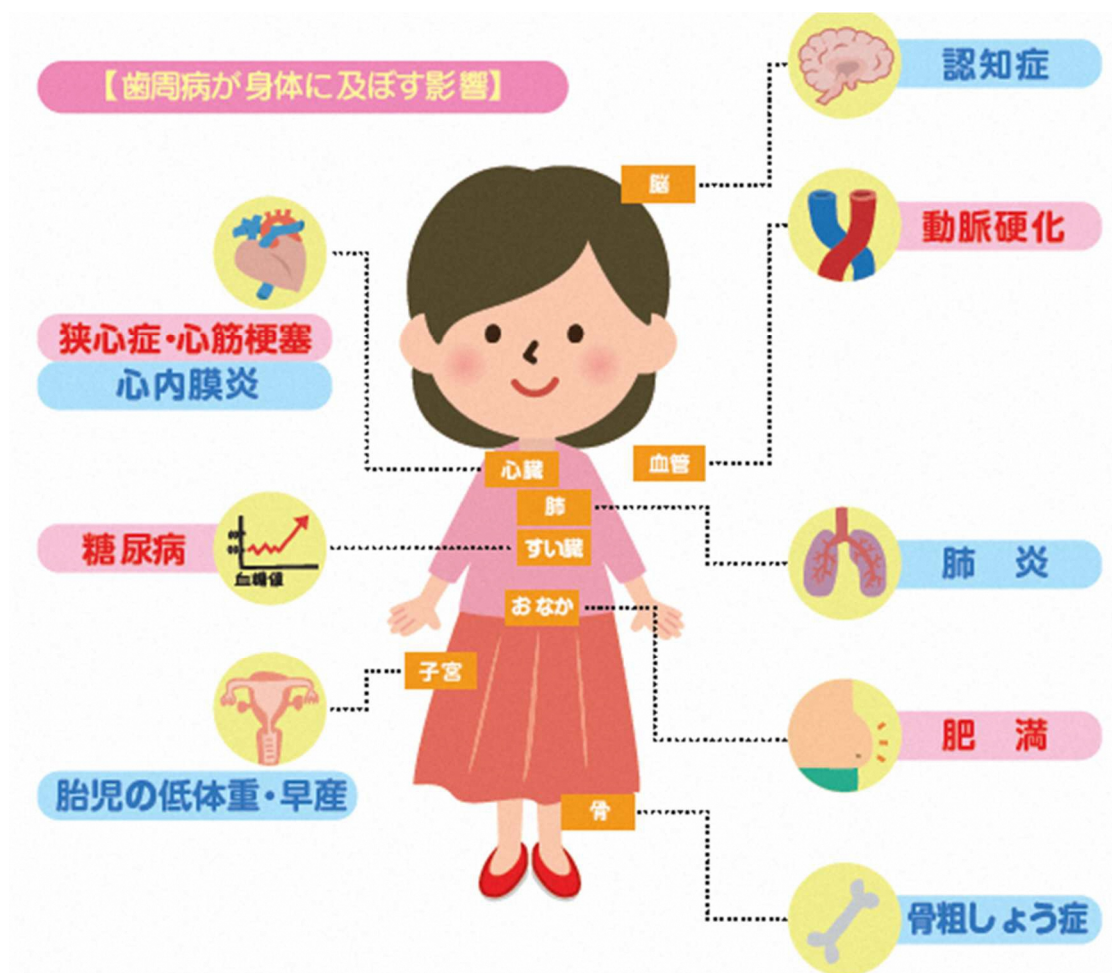 【歯周病が身体に及ぼす影響】
認知症
脳
動脈硬化
狭心症・心筋梗塞
心内膜炎
血管
心臓
肺
糖尿病
血糖値
すい臓
肺 炎
おなか
子宮
肥 満
胎児の低体重・早産
骨
骨粗しょう症